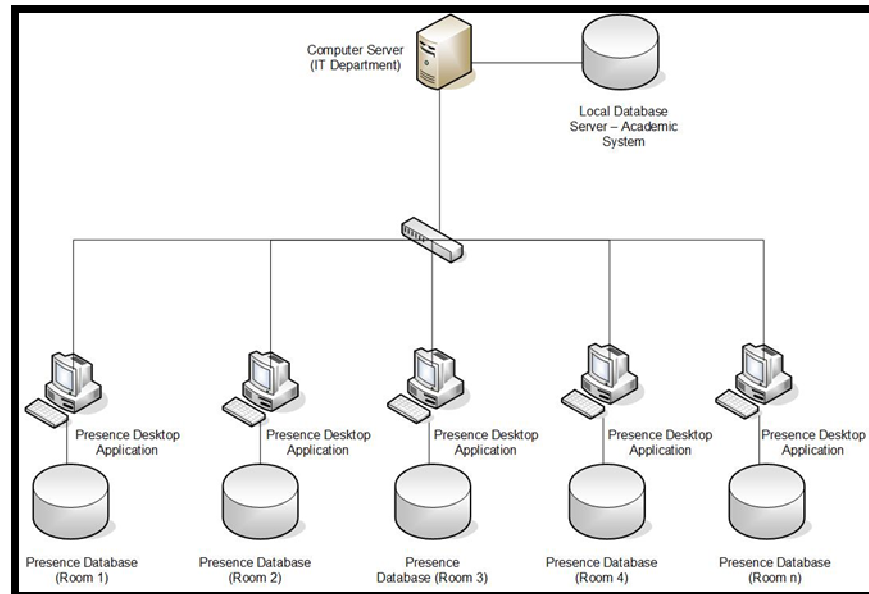 Computer Server
(IT Department)
Local Database
Server – Academic
System
Presence Desktop
Application
Presence Desktop
Application
Presence Desktop
Application
Presence Desktop
Application
Presence Desktop
Application
Presence Database
(Room 1)
Presence Database
(Room 2)
Presence
Database (Room 3)
Presence Database
(Room 4)
Presence Database
(Room n)